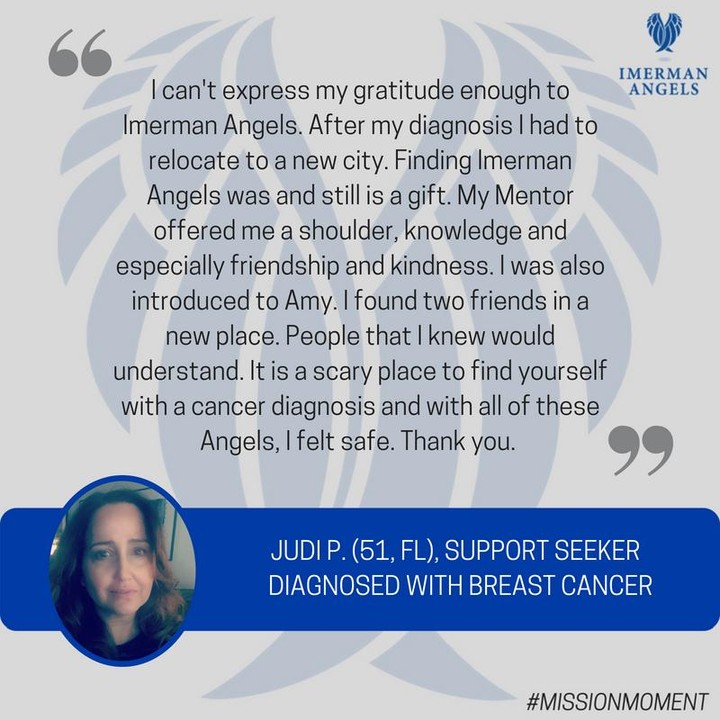 IMERMAN
ANGELS
“
I can't express my gratitude enough to
Imerman Angels. After my diagnosis I had to
relocate to a new city. Finding Imerman
Angels was and still is a gift. My Mentor
offered me a shoulder, knowledge and
especially friendship and kindness. I was also
introduced to Amy. I found two friends in a
new place. People that I knew would
understand. It is a scary place to find yourself
with a cancer diagnosis and with all of these
Angels, I felt safe. Thank you.
”
JUDI P. (51, FL), SUPPORT SEEKER
DIAGNOSED WITH BREAST CANCER
#MISSIONMOMENT